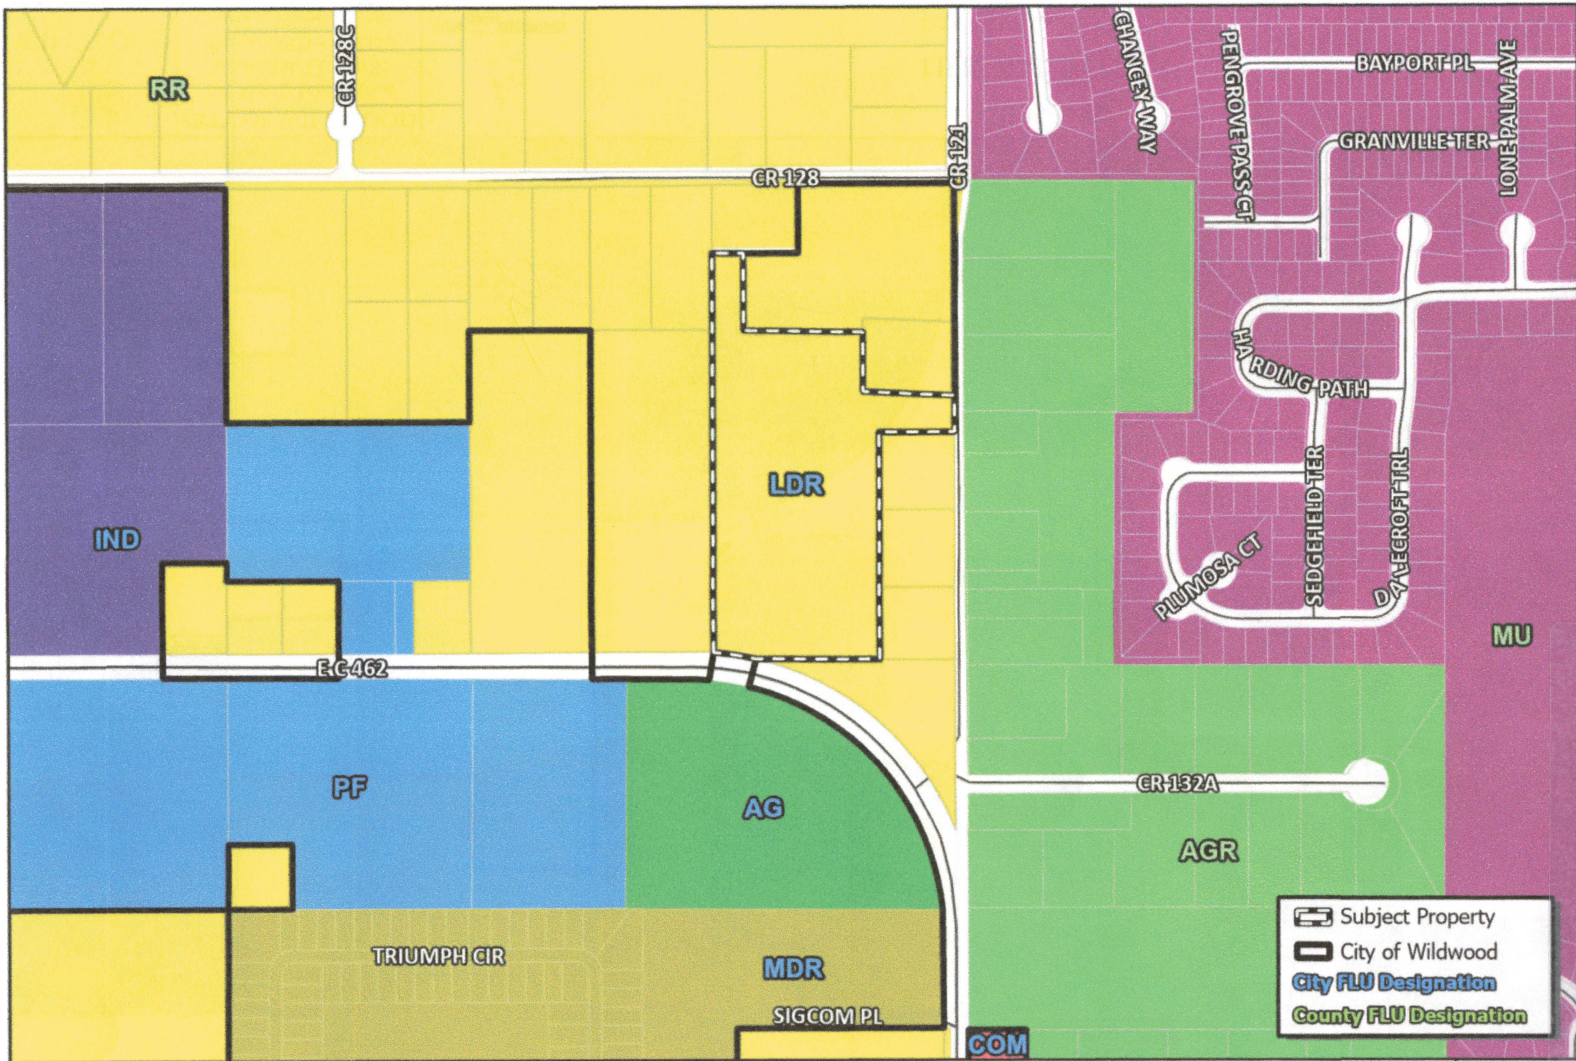 RR
CR 128C
CHANCEY WAY
PENGROVE PASS CT
BAYPORT PL
LONE PALM AVE
GRANVILLE TER
CR 128
CR 121
HARDING PATH
LDR
IND
SEDGEFIELD TER
DALECROFT TRL
PLUMOSA CT
MU
E C 462
PF
AG
CR 132A
AGR
TRIUMPH CIR
MDR
SIGCOM PL
COM
Subject Property
City of Wildwood
City FLU Designation
County FLU Designation